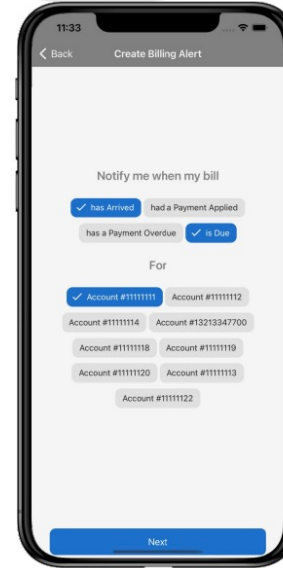 11:33
Back Create Billing Alert
Notify me when my bill
has Arrived had a Payment Applied
has a Payment Overdue is Due
For
Account #11111111 Account #11111112
Account #11111114 Account #13213347700
Account #11111118 Account #11111119
Account #11111120 Account #11111113
Account #11111122
Next